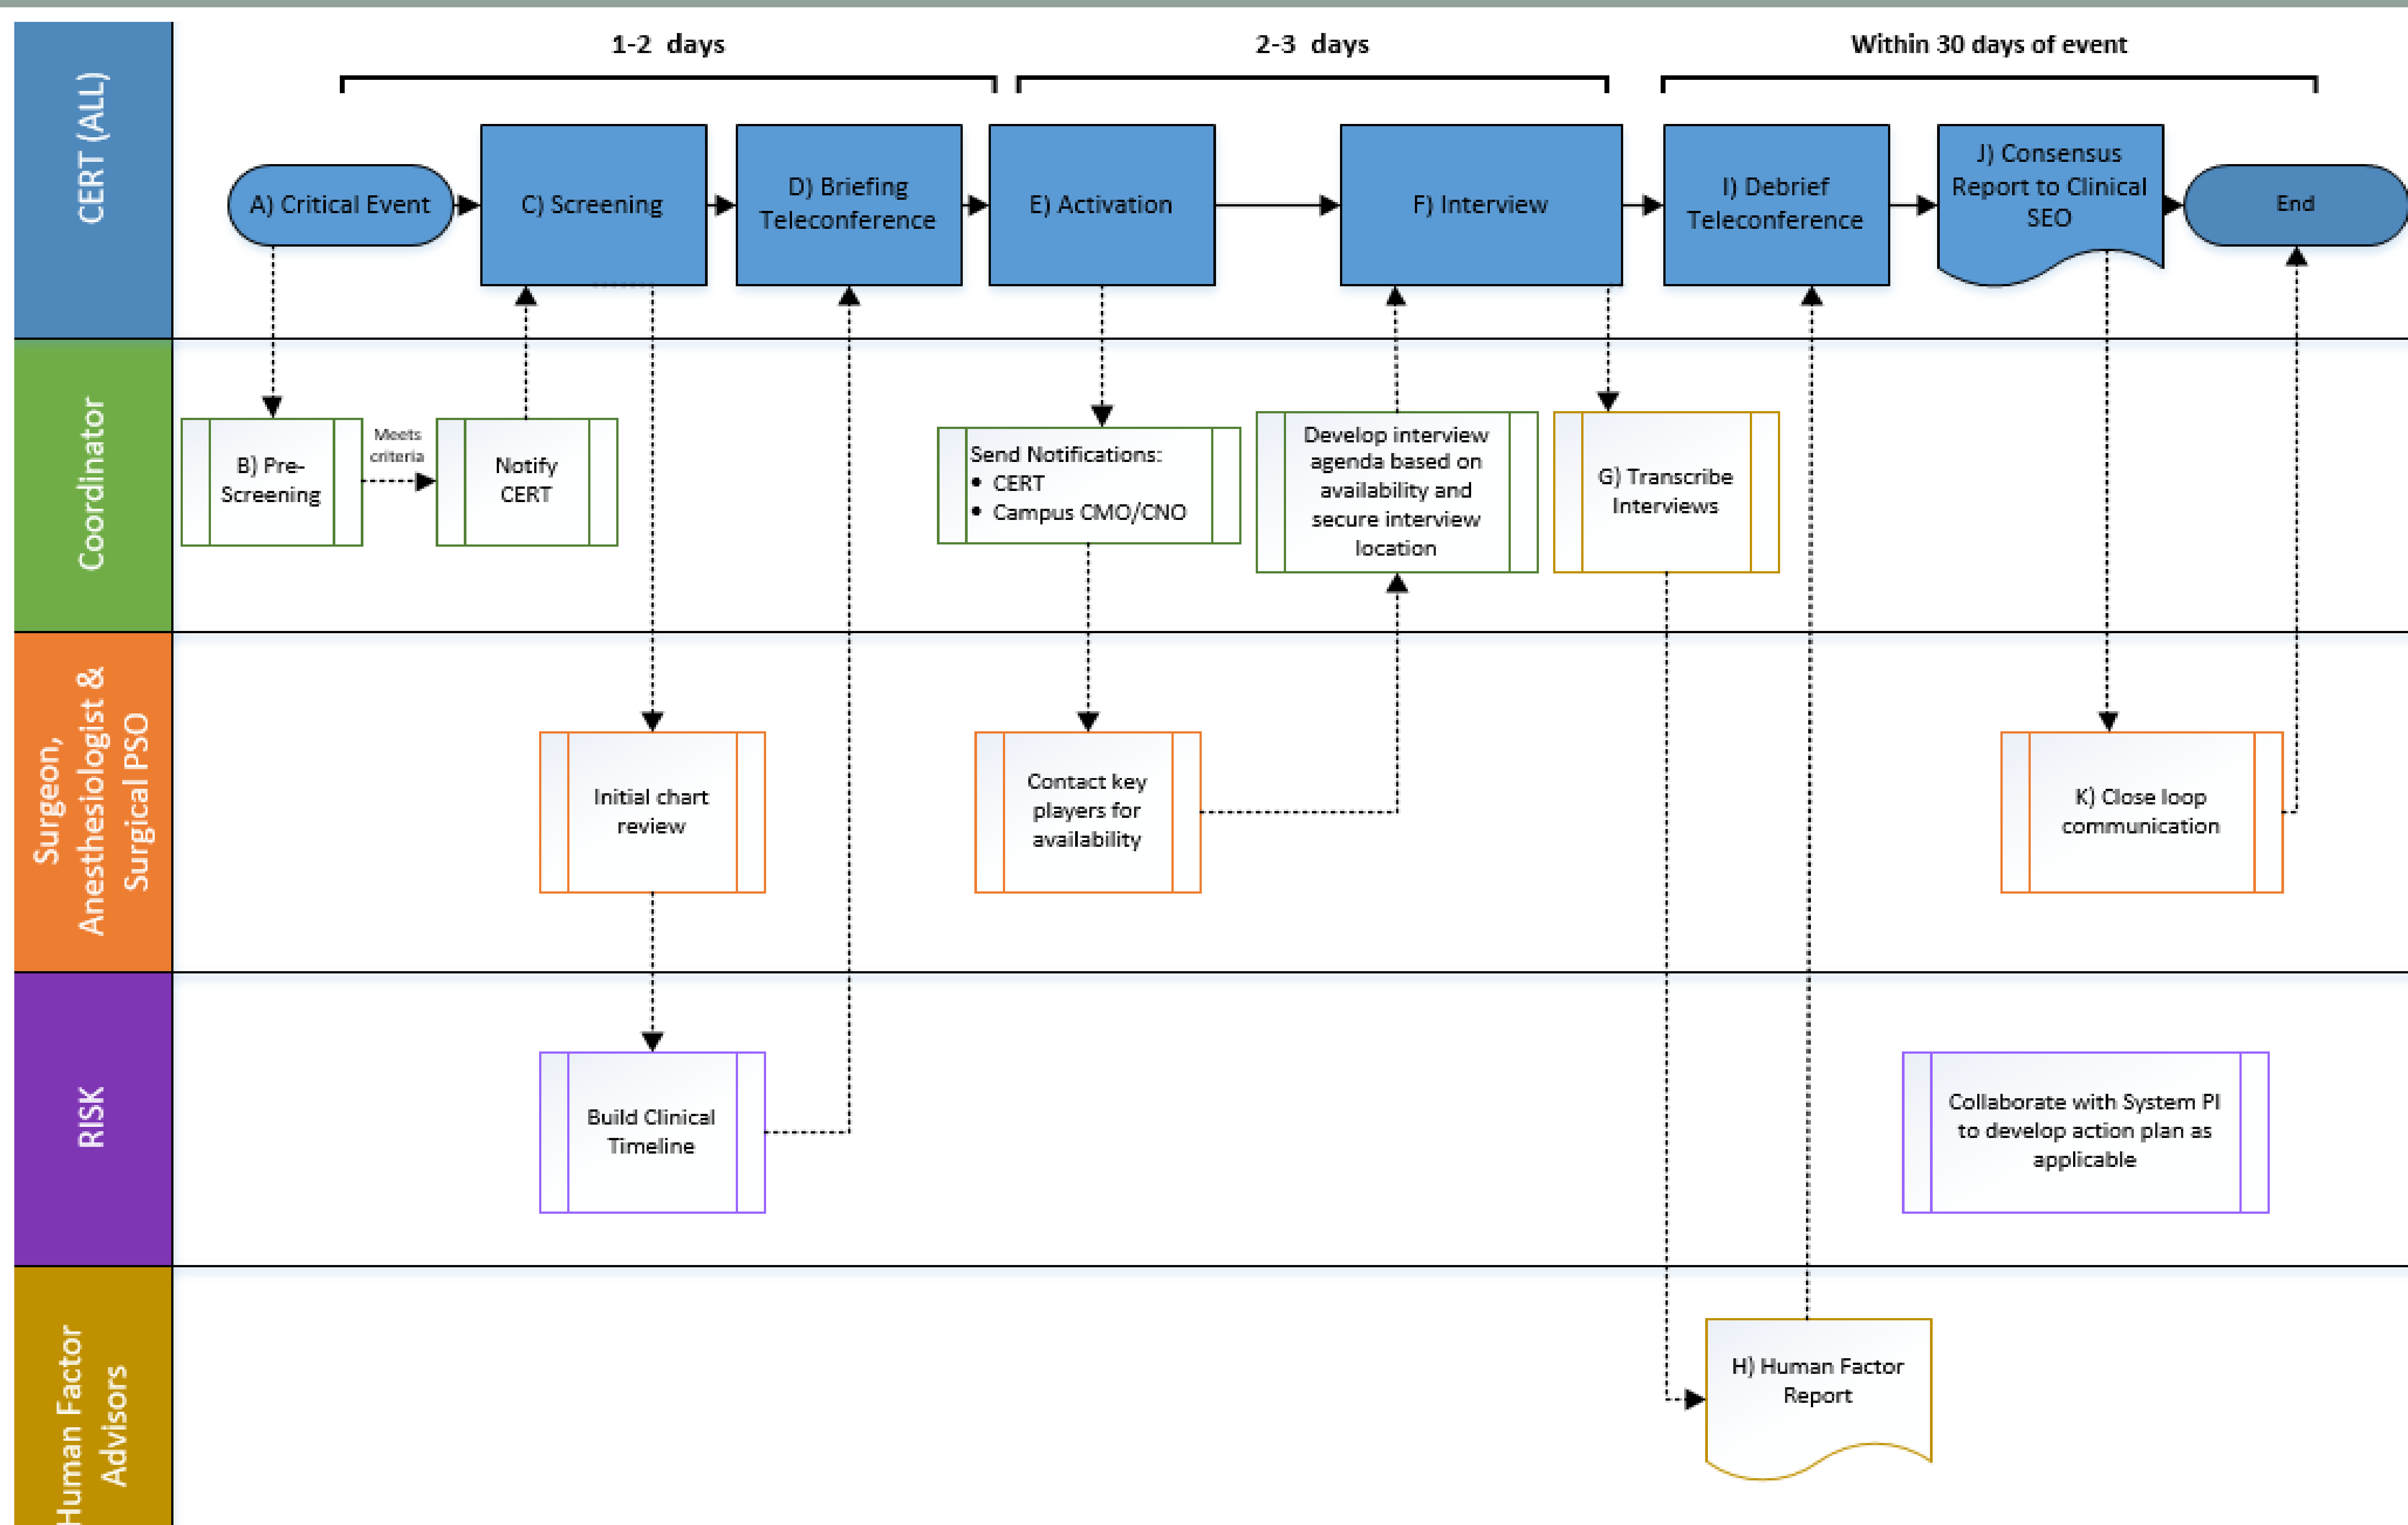 1-2 days
2-3 days
Within 30 days of event
CERT (ALL)
A) Critical Event
C) Screening
D) Briefing
Teleconference
E) Activation
F) Interview
I) Debrief
Teleconference
J) Consensus
Report to Clinical
SEO
End
Coordinator
B) Pre-
Screening
Meets
criteria
Notify
CERT
Send Notifications:
• CERT
• Campus CMO/CNO
Develop interview
agenda based on
availability and
secure interview
location
G) Transcribe
Interviews
Surgeon,
Anesthesiologist &
Surgical PSO
Initial chart
review
Contact key
players for
availability
K) Close loop
communication
RISK
Build Clinical
Timeline
Collaborate with System PI
to develop action plan as
applicable
Human Factor
Advisors
H) Human Factor
Report